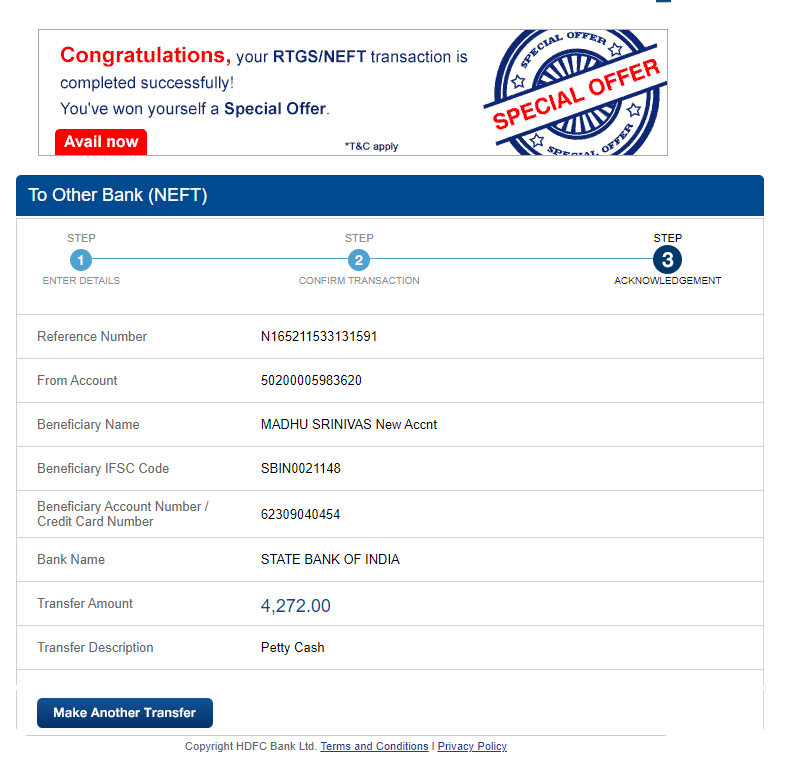 Congratulations, your RTGS/NEFT transaction is
completed successfully!
You've won yourself a Special Offer.
Avail now
*T&C apply
SPECIAL OFFER
SPECIAL OFFER
SPECIAL OFFER
To Other Bank (NEFT)
STEP STEP STEP
1 2 3
ENTER DETAILS CONFIRM TRANSACTION ACKNOWLEDGEMENT
Reference Number N165211533131591
From Account 50200005983620
Beneficiary Name MADHU SRINIVAS New Accnt
Beneficiary IFSC Code SBIN0021148
Beneficiary Account Number /
Credit Card Number 62309040454
Bank Name STATE BANK OF INDIA
Transfer Amount 4,272.00
Transfer Description Petty Cash
Make Another Transfer
Copyright HDFC Bank Ltd. Terms and Conditions I Privacy Policy